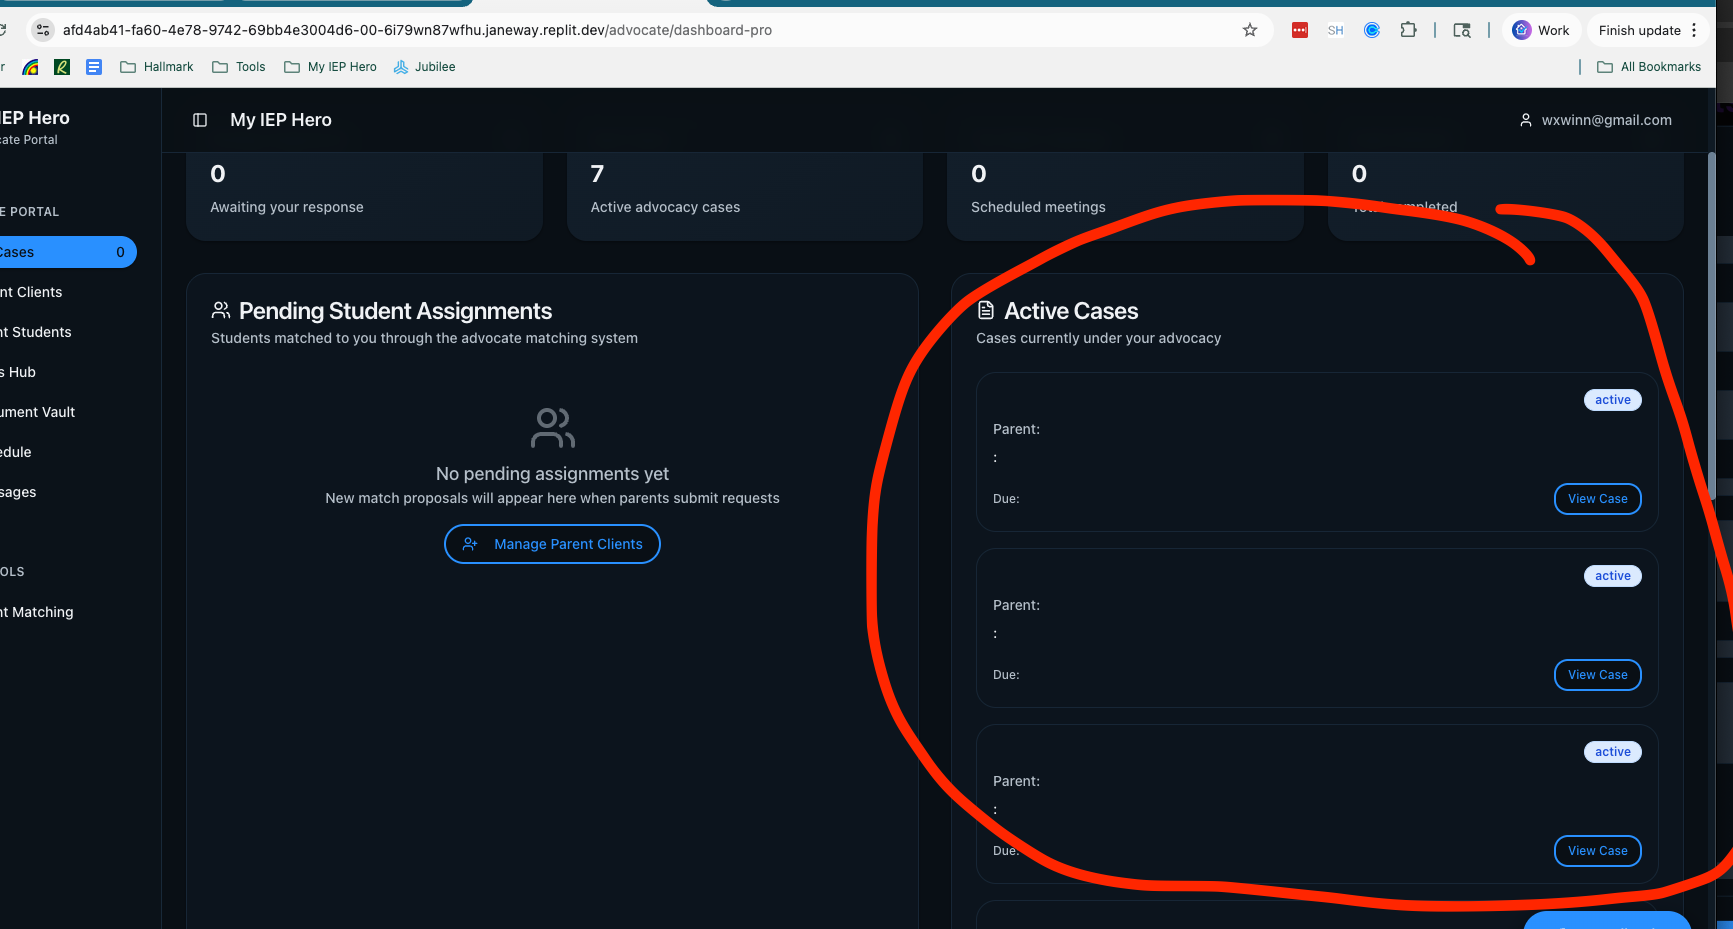 afd4ab41-fa60-4e78-9742-69bb4e3004d6-00-6i79wn87wfhu.janeway.replit.dev/advocate/dashboard-pro
SH
Work
Finish update
r
Hallmark
Tools
My IEP Hero
Jubilee
All Bookmarks
IEP Hero
cate Portal
E PORTAL
Cases 0
nt Clients
nt Students
s Hub
ument Vault
edule
sages
OLS
nt Matching
My IEP Hero
wxwinn@gmail.com
0
Awaiting your response
7
Active advocacy cases
0
Scheduled meetings
0
Total completed
Pending Student Assignments
Students matched to you through the advocate matching system
No pending assignments yet
New match proposals will appear here when parents submit requests
Manage Parent Clients
Active Cases
Cases currently under your advocacy
active
Parent:
:
Due:
View Case
active
Parent:
:
Due:
View Case
active
Parent:
:
Due:
View Case